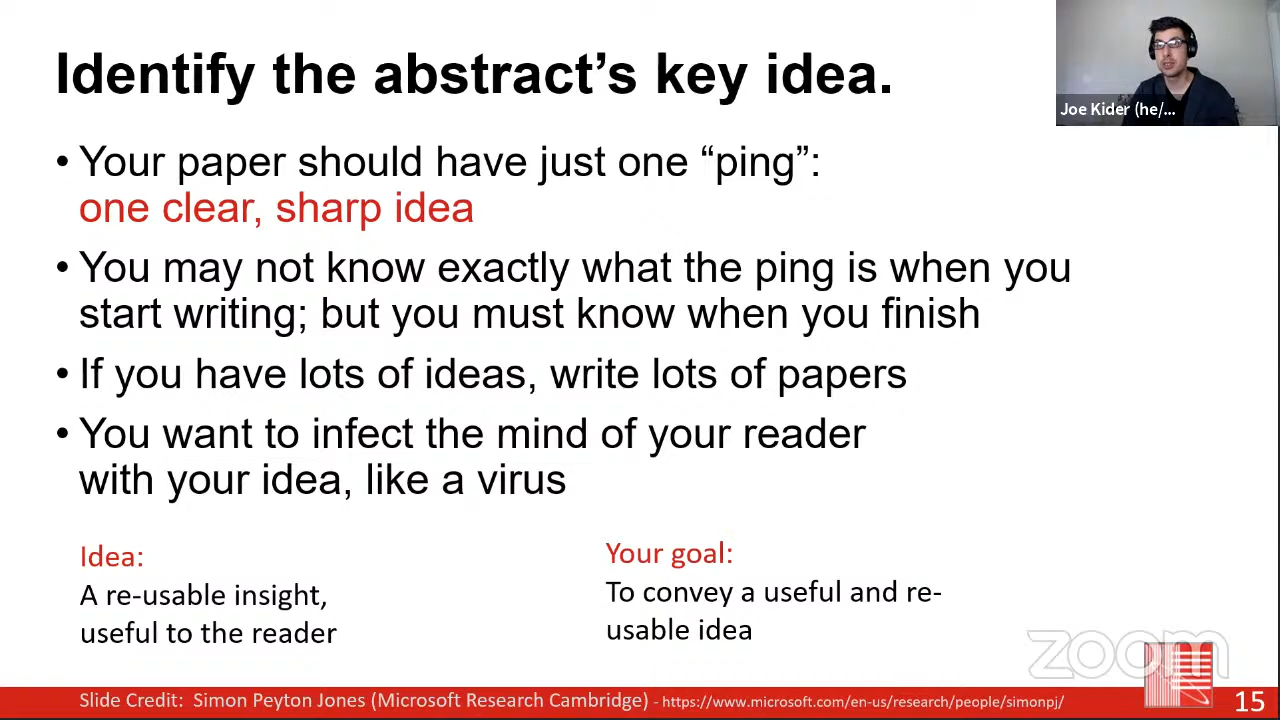 Identify the abstract’s key idea.
Joe Kider (he/...
• Your paper should have just one “ping”:
one clear, sharp idea
• You may not know exactly what the ping is when you
start writing; but you must know when you finish
• If you have lots of ideas, write lots of papers
• You want to infect the mind of your reader
with your idea, like a virus
Idea:
A re-usable insight,
useful to the reader
Your goal:
To convey a useful and re-
usable idea
zoom
Slide Credit: Simon Peyton Jones (Microsoft Research Cambridge) - https://www.microsoft.com/en-us/research/people/simonpj/
15